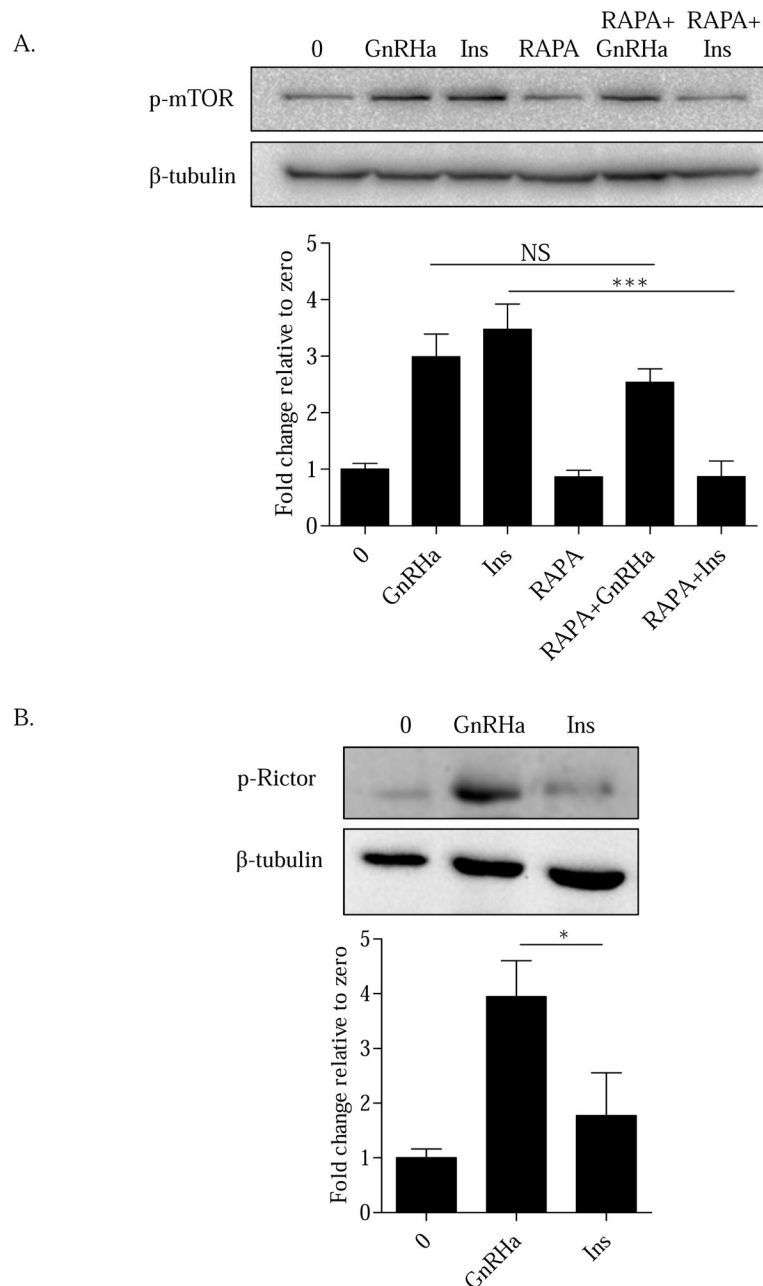 A.
0 GnRHa Ins RAPA RAPA+ GnRHa RAPA+ Ins
p-mTOR
β-tubulin
Fold change relative to zero
5
4
3
2
1
0
NS
***
0 GnRHa Ins RAPA RAPA+GnRHa RAPA+Ins
B.
0 GnRHa Ins
p-Rictor
β-tubulin
Fold change relative to zero
5
4
3
2
1
0
*
0 GnRHa Ins